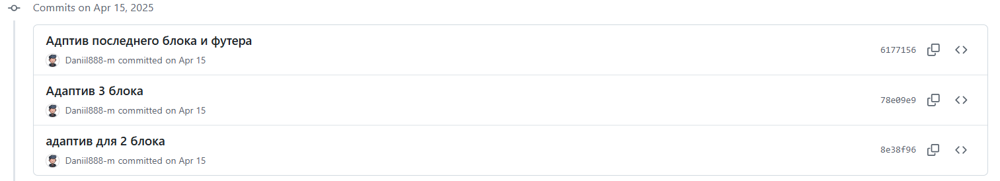 Commits on Apr 15, 2025
Адптив последнего блока и футера
6177156
Daniil888-m committed on Apr 15
Адаптив 3 блока
78e09e9
Daniil888-m committed on Apr 15
адаптив для 2 блока
8e38f96
Daniil888-m committed on Apr 15